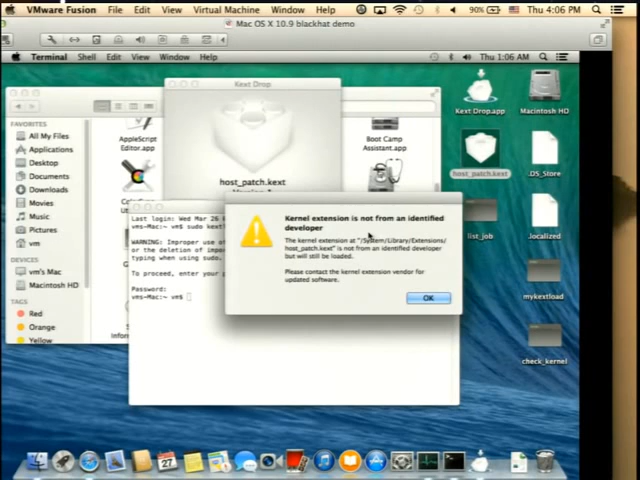 VMware Fusion File Edit View Virtual Machine Window Help 90% Thu 4:06 PM
Mac OS X 10.9 blackhat demo
Terminal Shell Edit View Window Help Thu 1:06 AM
Kext Drop
FAVORITES
All My Files
Applications
Desktop
Documents
Downloads
Movies
Music
Pictures
vm
DEVICES
vm's Mac
Macintosh HD
TAGS
Red
Orange
Yellow
AppleScript
Editor.app
Boot Camp
Assistant.app
host_patch.kext
Last login: Wed Mar 26
vms-Mac:~ vm$ sudo kext
WARNING: Improper use o
or the deletion of impo
typing when using sudo.
To proceed, enter your
Password:
vms-Mac:~ vm$
Kernel extension is not from an identified
developer
The kernel extension at "/System/Library/Extensions/
host_patch.kext" is not from an identified developer
but will still be loaded.
Please contact the kernel extension vendor for
updated software.
OK
Kext Drop.app
Macintosh HD
host_patch.kext
.DS_Store
list_job
.localized
mykextload
check_kernel
27